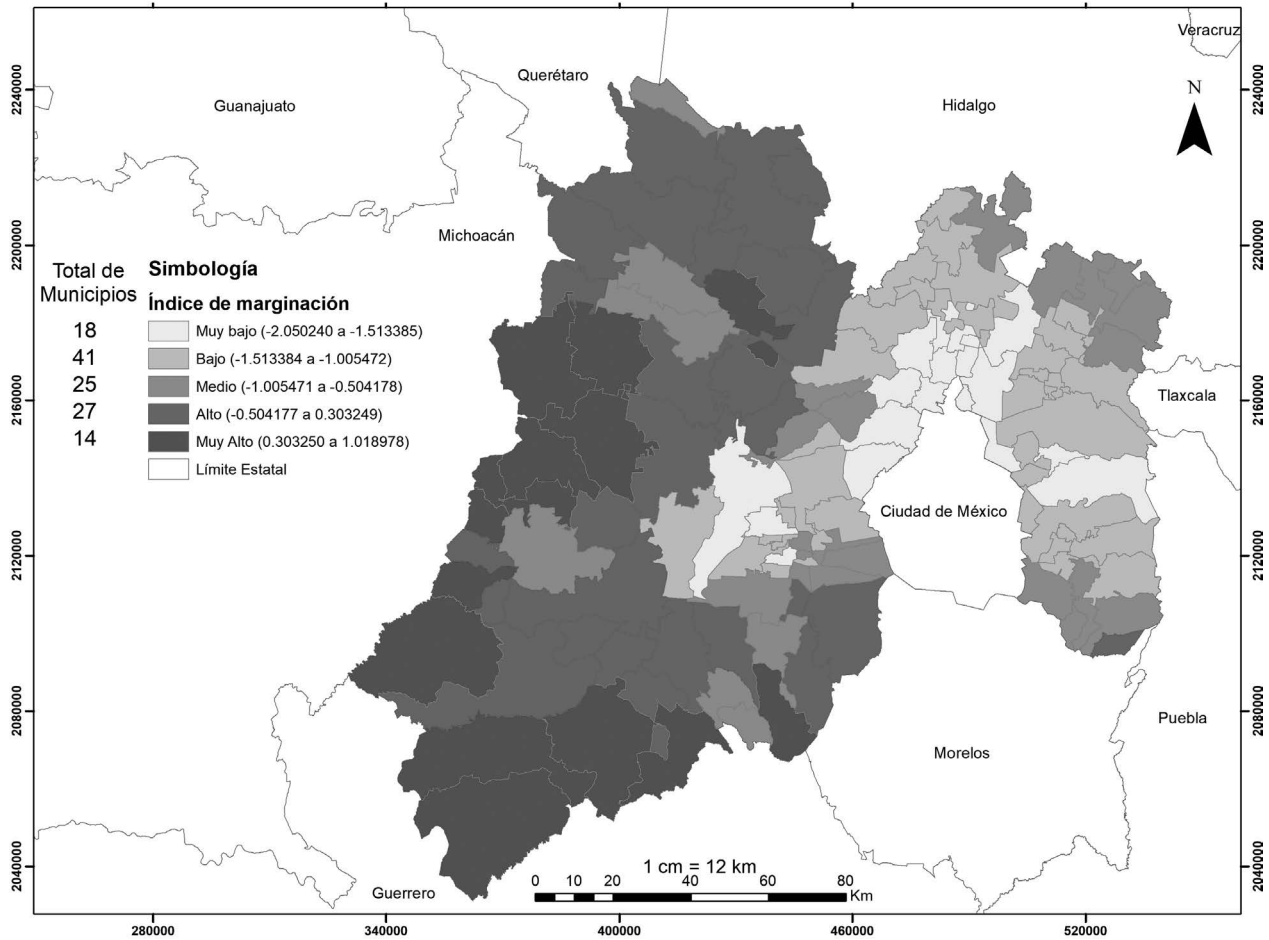 Veracruz
Querétaro
Guanajuato
Hidalgo
N
Michoacán
Total de
Municipios
Simbología
Índice de marginación
18
Muy bajo (-2.050240 a -1.513385)
41
Bajo (-1.513384 a -1.005472)
25
Medio (-1.005471 a -0.504178)
27
Alto (-0.504177 a 0.303249)
14
Muy Alto (0.303250 a 1.018978)
Límite Estatal
Tlaxcala
Ciudad de México
Puebla
Morelos
Guerrero
1 cm = 12 km
0 10 20 40 60 80
Km
2240000
2200000
2160000
2120000
2080000
2040000
2240000
2200000
2160000
2120000
2080000
2040000
280000 340000 400000 460000 520000